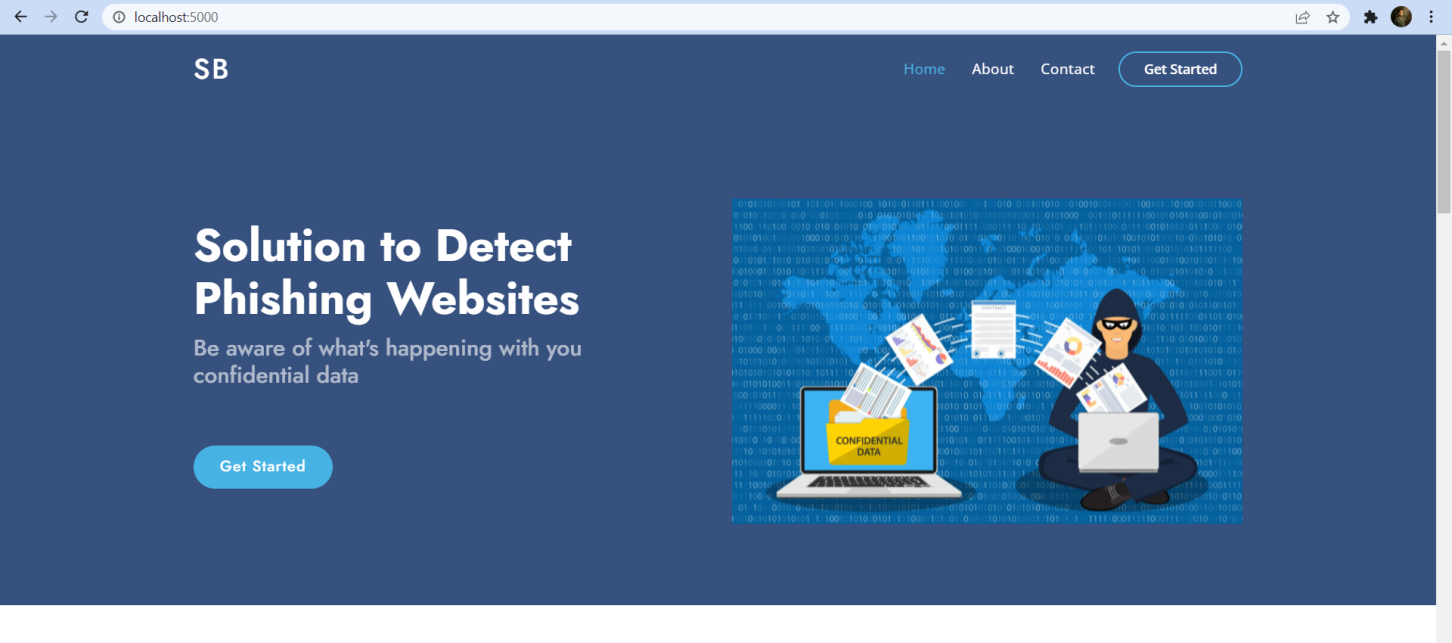 localhost:5000
SB
Home About Contact Get Started
Solution to Detect
Phishing Websites
Be aware of what's happening with you
confidential data
Get Started
CONTRACT
CONFIDENTIAL
DATA